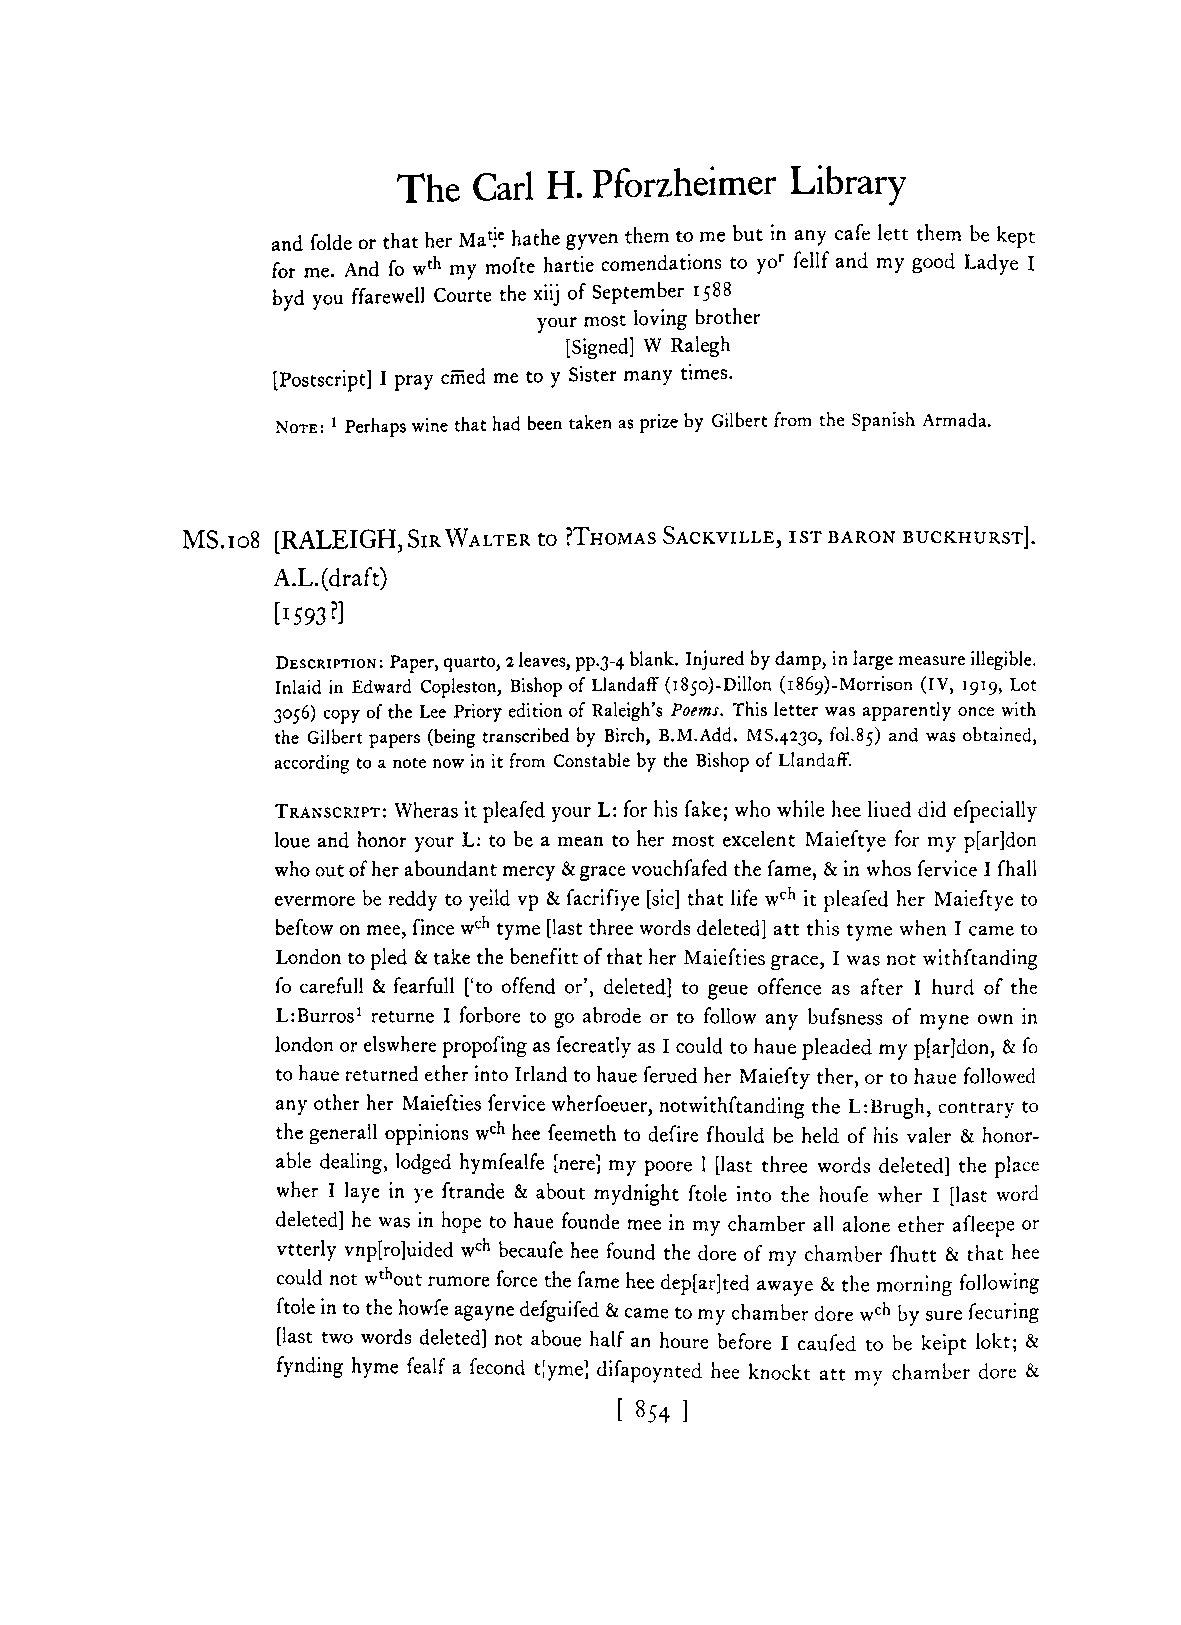 The Carl H. Pforzheimer Library
and ſolde or that her Maᵗⁱᵉ hathe gyven them to me but in any caſe lett them be kept
for me. And ſo wᵗʰ my moſte hartie comendations to yoʳ ſellf and my good Ladye I
byd you ffarewell Courte the xiij of September 1588
your most loving brother
[Signed] W Ralegh
[Postscript] I pray cm̄ed me to y Sister many times.
NOTE: ¹ Perhaps wine that had been taken as prize by Gilbert from the Spanish Armada.
MS.108 [RALEIGH, SIR WALTER to ?THOMAS SACKVILLE, 1ST BARON BUCKHURST].
A.L.(draft)
[1593?]
DESCRIPTION: Paper, quarto, 2 leaves, pp.3-4 blank. Injured by damp, in large measure illegible.
Inlaid in Edward Copleston, Bishop of Llandaff (1850)-Dillon (1869)-Morrison (IV, 1919, Lot
3056) copy of the Lee Priory edition of Raleigh's Poems. This letter was apparently once with
the Gilbert papers (being transcribed by Birch, B.M.Add. MS.4230, fol.85) and was obtained,
according to a note now in it from Constable by the Bishop of Llandaff.
TRANSCRIPT: Wheras it pleaſed your L: for his ſake; who while hee liued did eſpecially
loue and honor your L: to be a mean to her most excelent Maieſtye for my p[ar]don
who out of her aboundant mercy & grace vouchſafed the ſame, & in whos ſervice I ſhall
evermore be reddy to yeild vp & ſacrifiye [sic] that life wᶜʰ it pleaſed her Maieſtye to
beſtow on mee, ſince wᶜʰ tyme [last three words deleted] att this tyme when I came to
London to pled & take the benefitt of that her Maieſties grace, I was not withſtanding
ſo carefull & fearfull ['to offend or', deleted] to geue offence as after I hurd of the
L:Burros¹ returne I forbore to go abrode or to follow any buſsness of myne own in
london or elswhere propoſing as ſecreatly as I could to haue pleaded my p[ar]don, & ſo
to haue returned ether into Irland to haue ſerued her Maieſty ther, or to haue followed
any other her Maieſties ſervice wherſoeuer, notwithſtanding the L:Brugh, contrary to
the generall oppinions wᶜʰ hee ſeemeth to deſire ſhould be held of his valer & honor-
able dealing, lodged hymſealfe [nere] my poore l [last three words deleted] the place
wher I laye in ye ſtrande & about mydnight ſtole into the houſe wher I [last word
deleted] he was in hope to haue founde mee in my chamber all alone ether aſleepe or
vtterly vnp[ro]uided wᶜʰ becauſe hee found the dore of my chamber ſhutt & that hee
could not wᵗʰout rumore force the ſame hee dep[ar]ted awaye & the morning following
ſtole in to the howſe agayne deſguiſed & came to my chamber dore wᶜʰ by sure ſecuring
[last two words deleted] not aboue half an houre before I cauſed to be keipt lokt; &
fynding hyme ſealf a ſecond t[yme] diſapoynted hee knockt att my chamber dore &
[ 854 ]